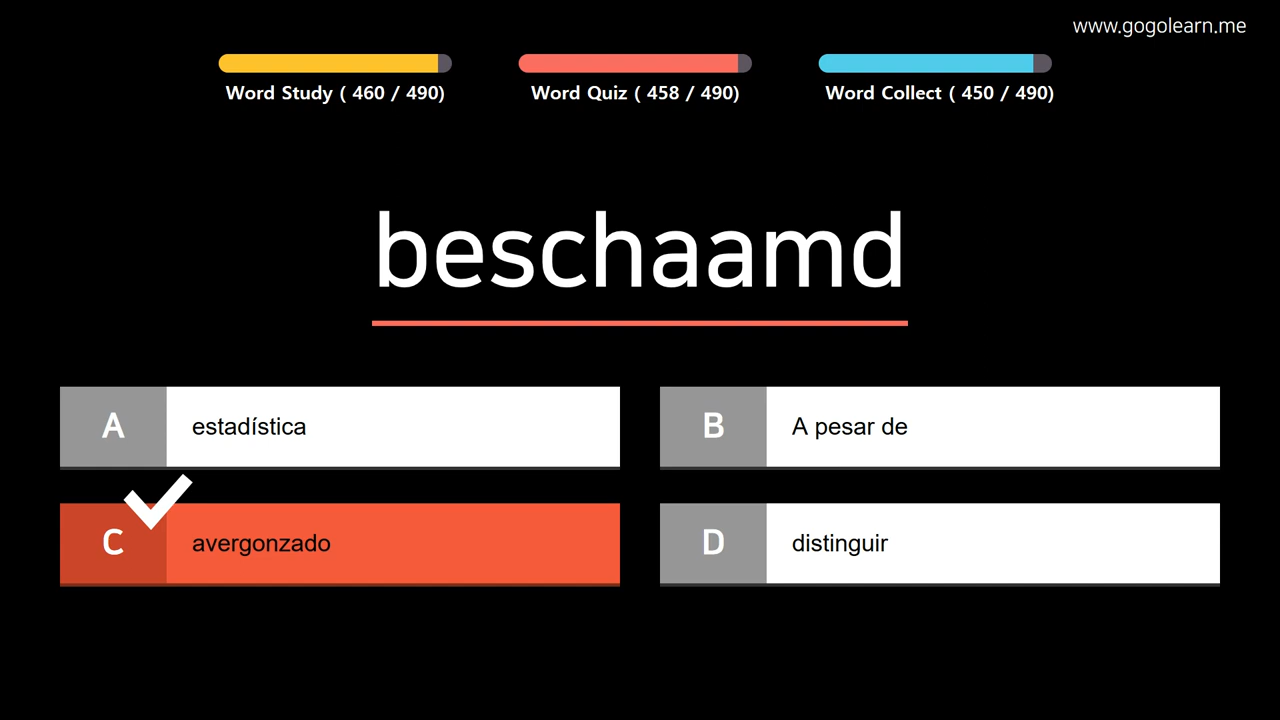 www.gogolearn.me
Word Study ( 460 / 490)
Word Quiz ( 458 / 490)
Word Collect ( 450 / 490)
beschaamd
A estadística
B A pesar de
C avergonzado
D distinguir